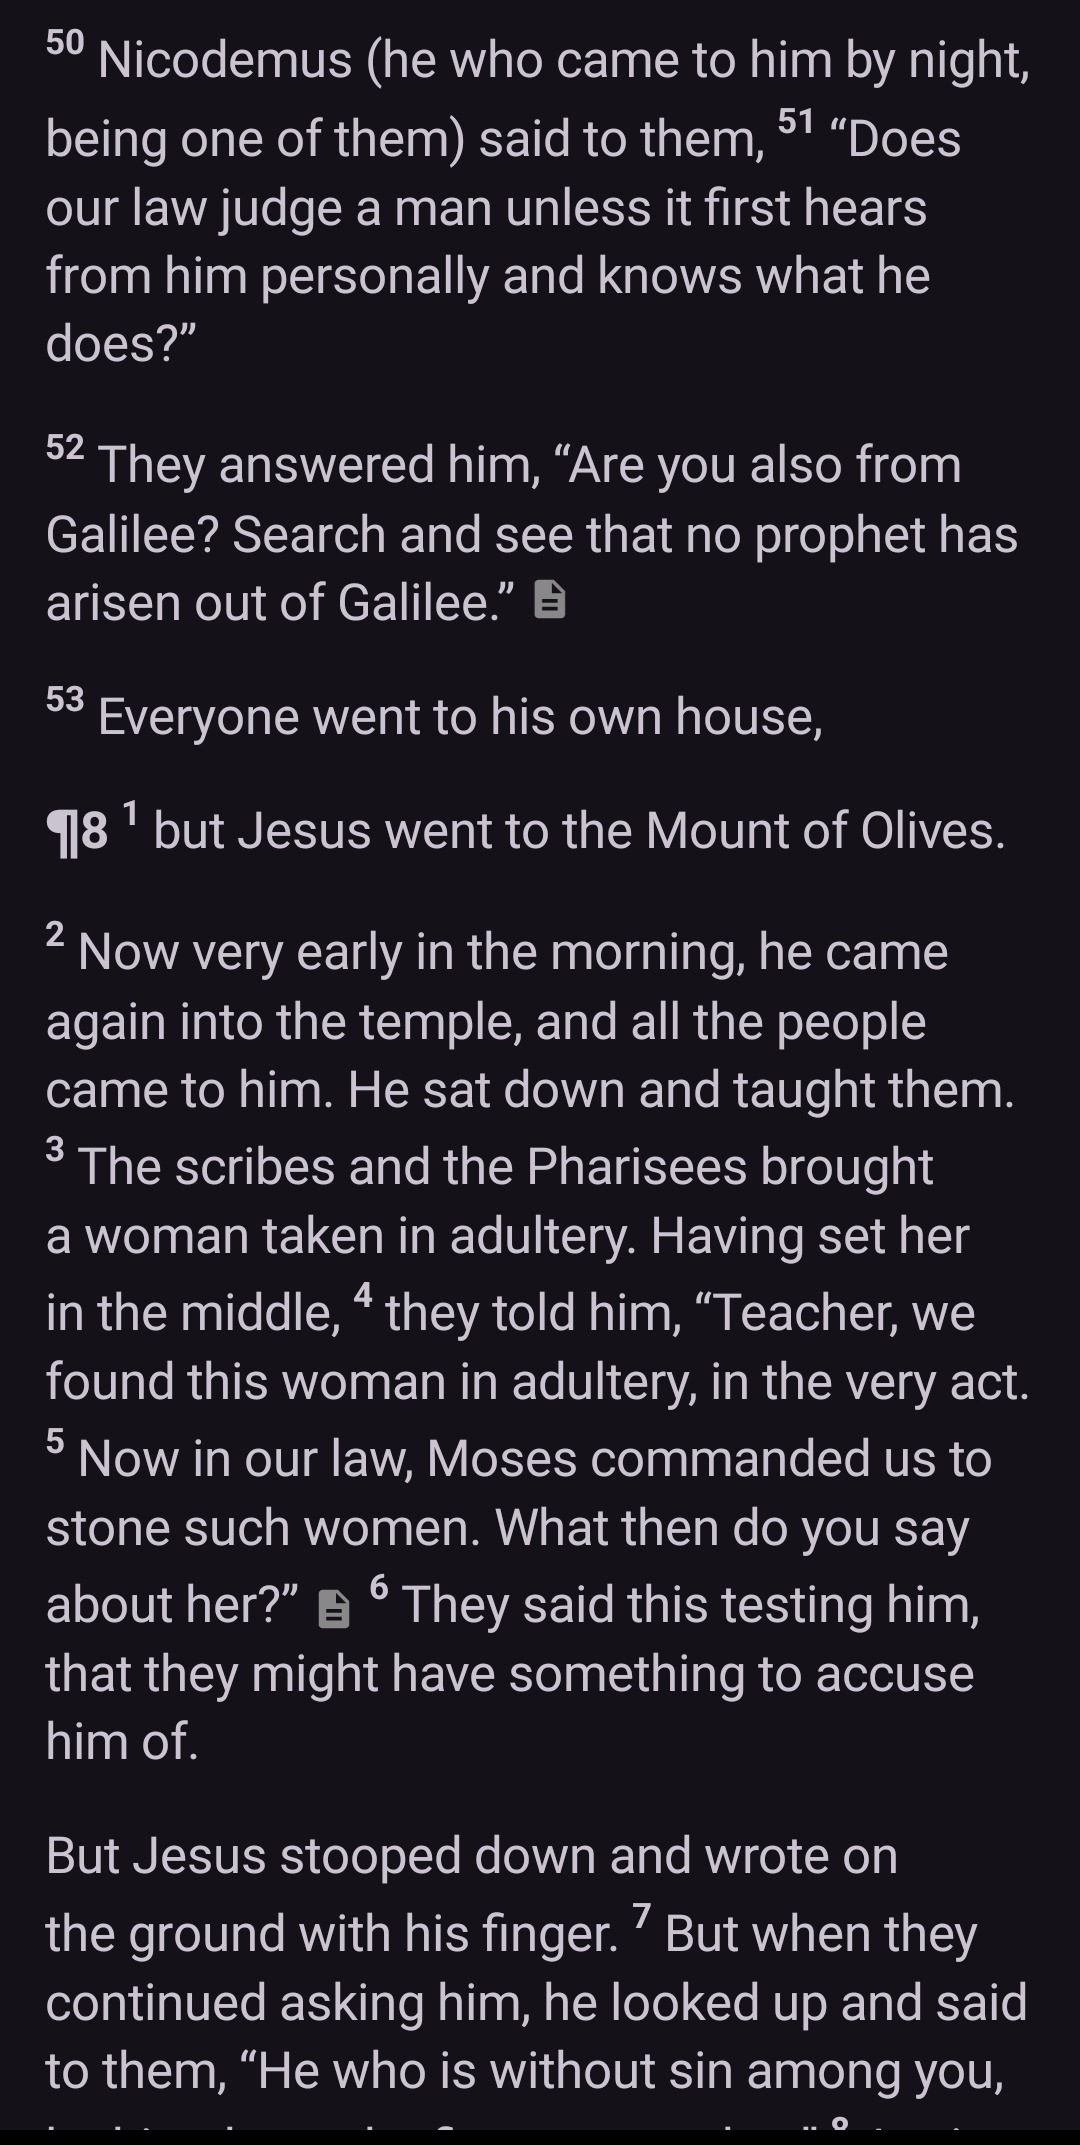 50 Nicodemus (he who came to him by night,
being one of them) said to them, 51 “Does
our law judge a man unless it first hears
from him personally and knows what he
does?”
52 They answered him, “Are you also from
Galilee? Search and see that no prophet has
arisen out of Galilee.”
53 Everyone went to his own house,
¶8 1 but Jesus went to the Mount of Olives.
2 Now very early in the morning, he came
again into the temple, and all the people
came to him. He sat down and taught them.
3 The scribes and the Pharisees brought
a woman taken in adultery. Having set her
in the middle, 4 they told him, “Teacher, we
found this woman in adultery, in the very act.
5 Now in our law, Moses commanded us to
stone such women. What then do you say
about her?” 6 They said this testing him,
that they might have something to accuse
him of.
But Jesus stooped down and wrote on
the ground with his finger. 7 But when they
continued asking him, he looked up and said
to them, “He who is without sin among you,